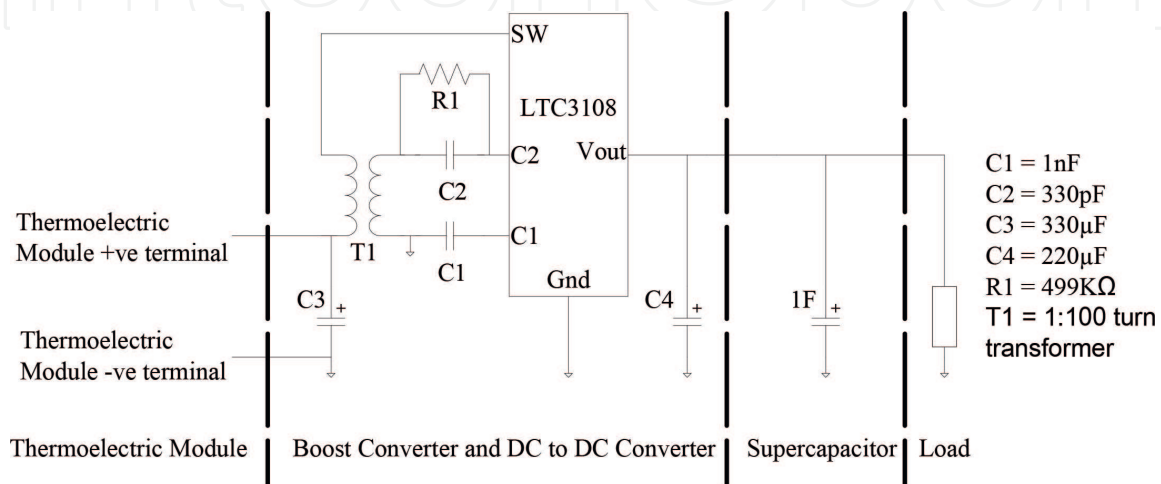 SW
R1
LTC3108
C2
Vout
C2
C1
T1
C1
Gnd
Thermoelectric
Module +ve terminal
C3
+
C4
+
1F
+
Thermoelectric
Module -ve terminal
C1 = 1nF
C2 = 330pF
C3 = 330µF
C4 = 220µF
R1 = 499KΩ
T1 = 1:100 turn
transformer
Thermoelectric Module
Boost Converter and DC to DC Converter
Supercapacitor
Load